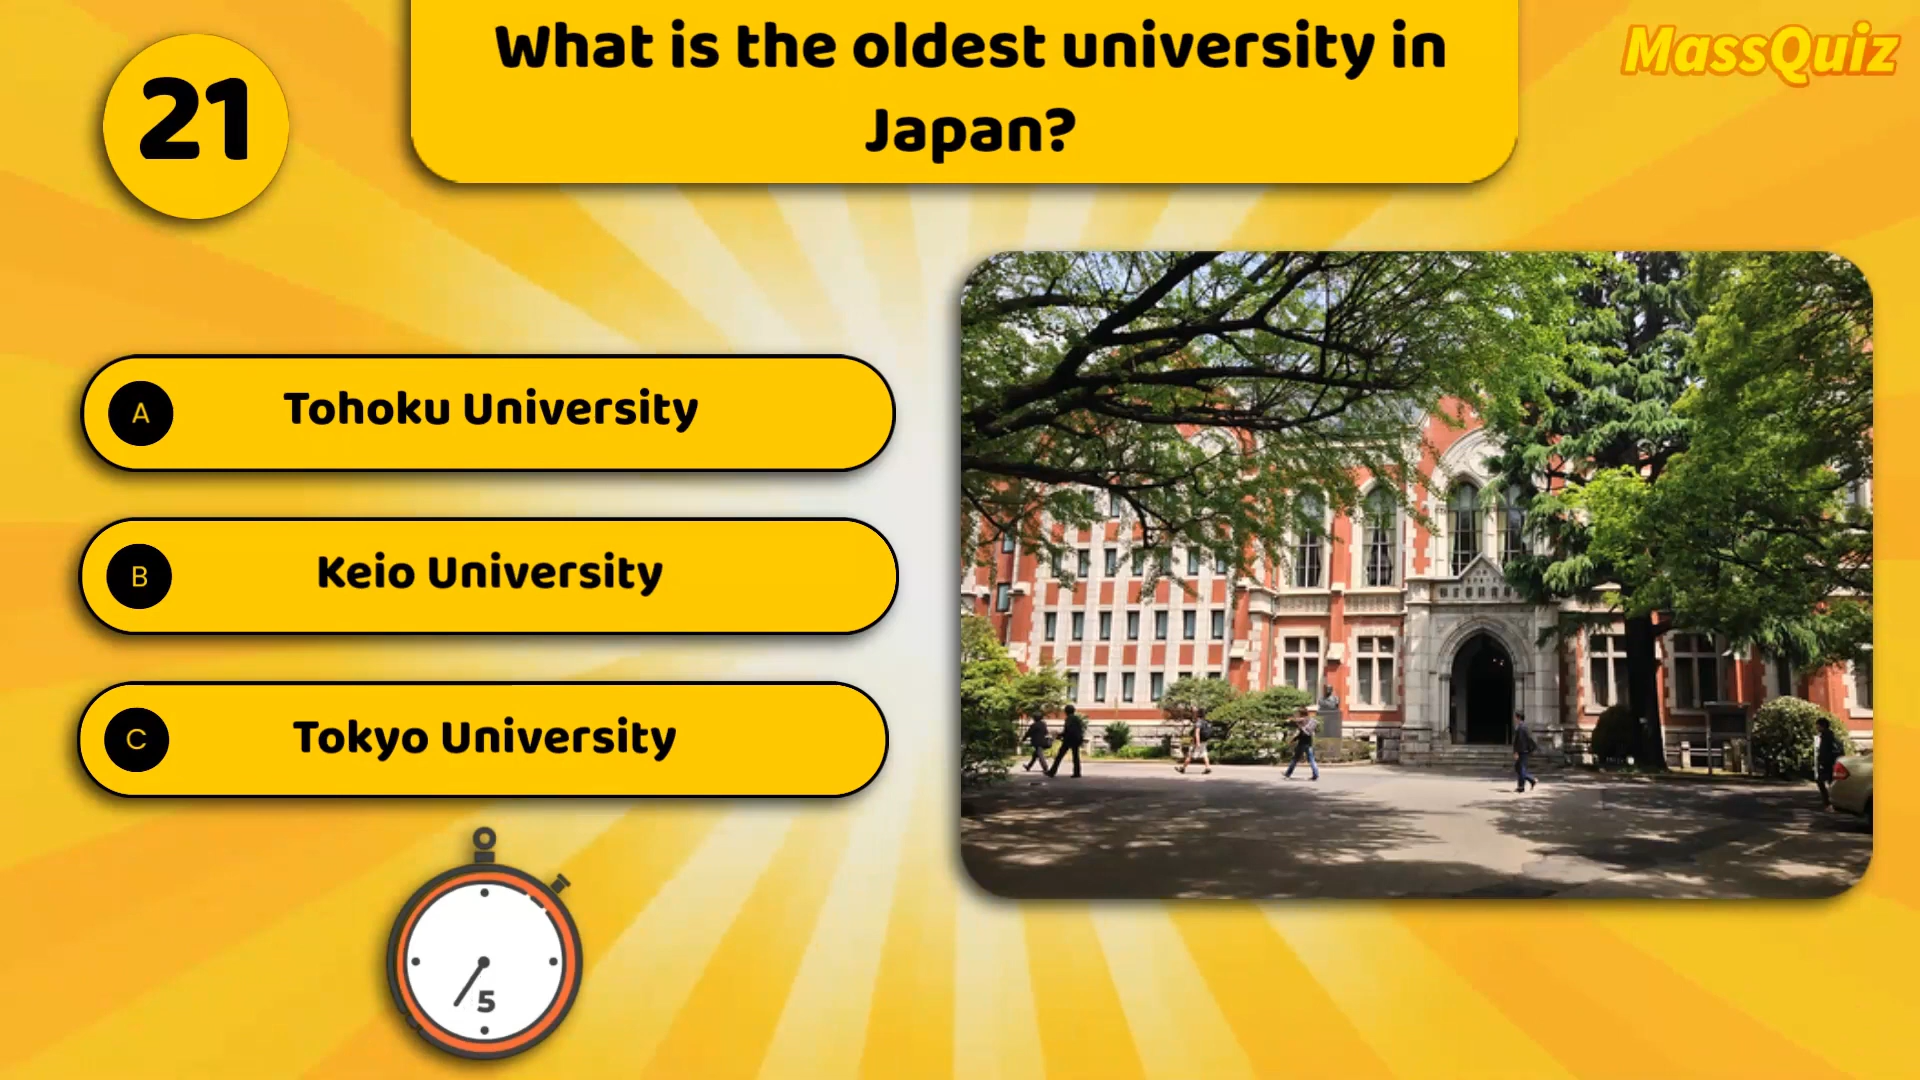 21
What is the oldest university in
Japan?
MassQuiz
A Tohoku University
B Keio University
C Tokyo University
5